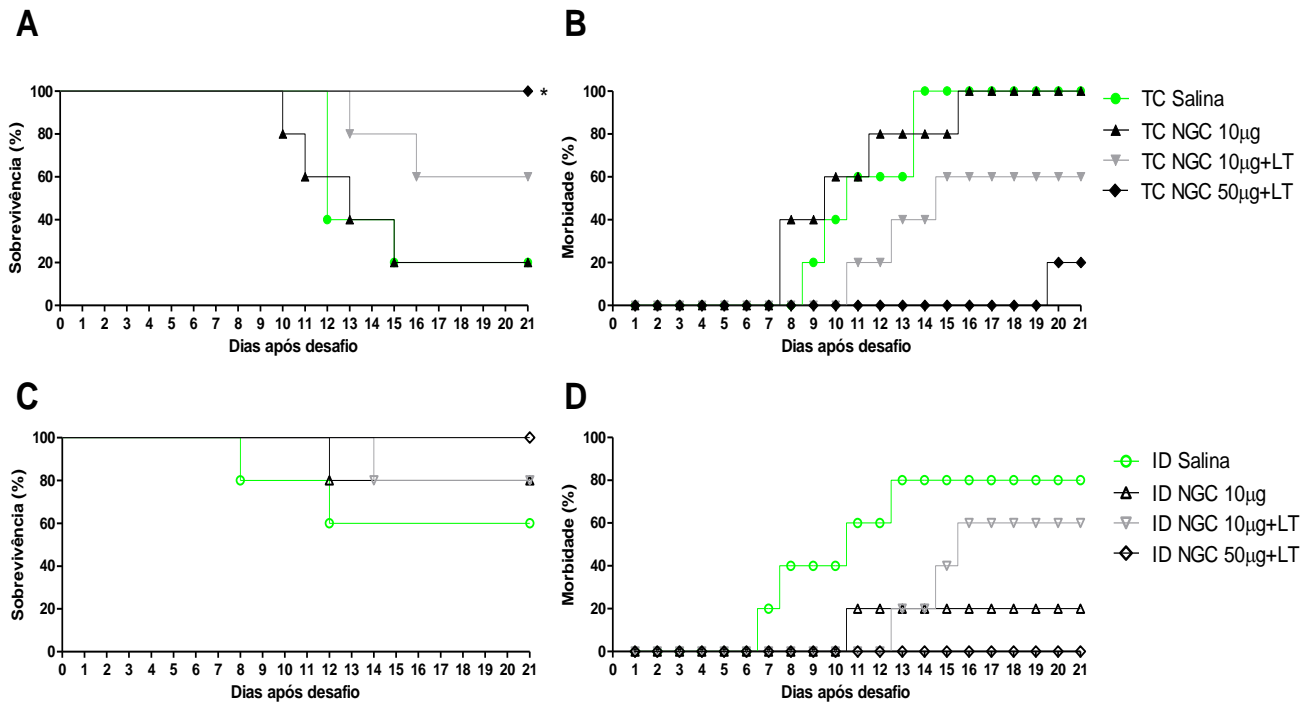 A
B
Sobrevivência (%)
100
80
60
40
20
0
*
0 1 2 3 4 5 6 7 8 9 10 11 12 13 14 15 16 17 18 19 20 21
Dias após desafio
Morbidade (%)
100
80
60
40
20
0
1 2 3 4 5 6 7 8 9 10 11 12 13 14 15 16 17 18 19 20 21
Dias após desafio
TC Salina
TC NGC 10µg
TC NGC 10µg+LT
TC NGC 50µg+LT
C
D
Sobrevivência (%)
100
80
60
40
20
0
0 1 2 3 4 5 6 7 8 9 10 11 12 13 14 15 16 17 18 19 20 21
Dias após desafio
Morbidade (%)
100
80
60
40
20
0
1 2 3 4 5 6 7 8 9 10 11 12 13 14 15 16 17 18 19 20 21
Dias após desafio
ID Salina
ID NGC 10µg
ID NGC 10µg+LT
ID NGC 50µg+LT